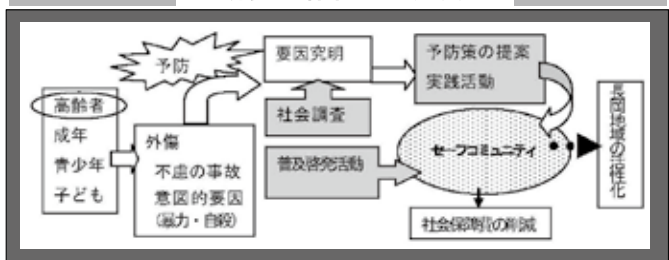 予防
要因究明
予防策の提案
実践活動
高齢者
成年
青少年
子ども
社会調査
外傷
不慮の事故
意図的要因
(暴力・自殺)
普及啓発活動
セーフコミュニティ
社会保障費の削減
長岡地域の活性化